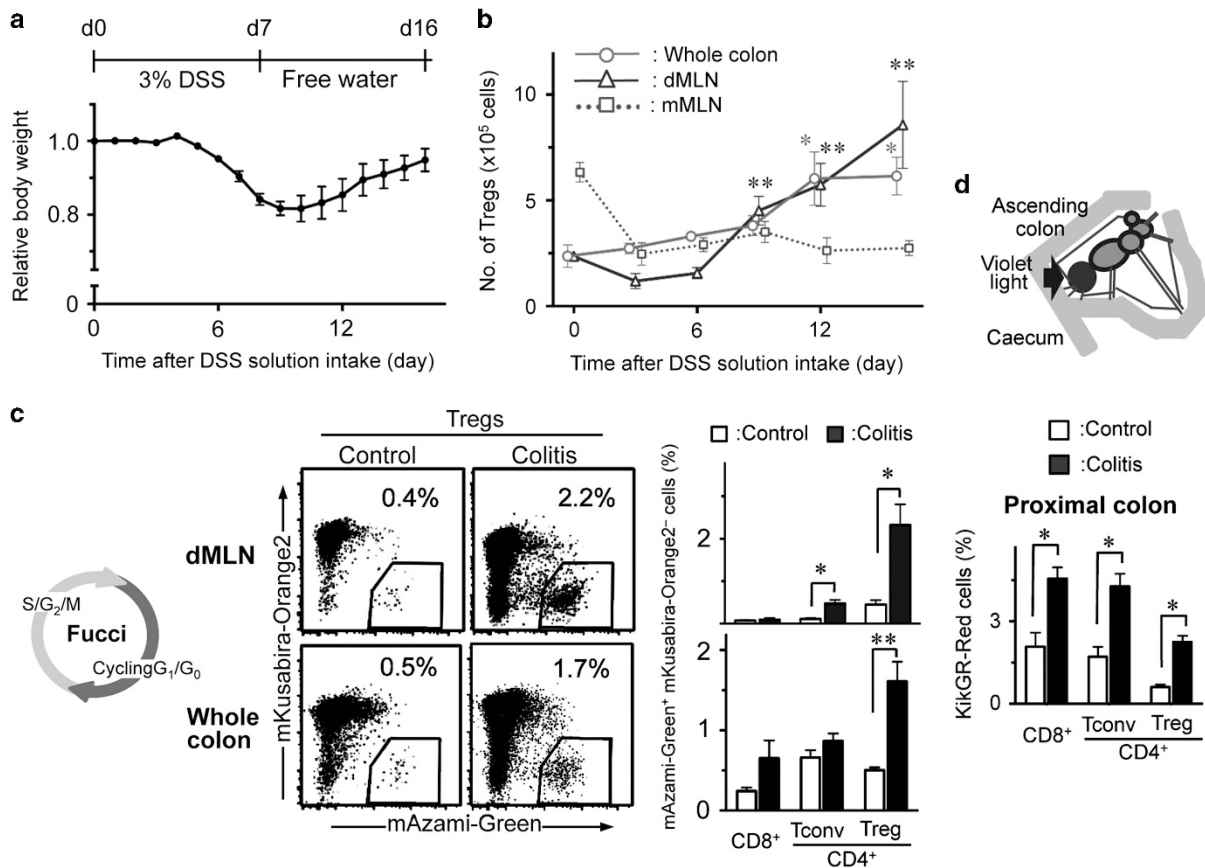 a
d0 d7 d16
3% DSS Free water
Relative body weight
1.0
0.8
0
0 6 12
Time after DSS solution intake (day)
b
: Whole colon
: dMLN
: mMLN
No. of Tregs (x10⁵ cells)
10
5
0
** 
* **
**
*
0 6 12
Time after DSS solution intake (day)
d
Ascending
colon
Violet
light
Caecum
c
S/G₂/M
Fucci
CyclingG₁/G₀
Tregs
Control Colitis
dMLN
0.4% 2.2%
Whole
colon
0.5% 1.7%
mKusabira-Orange2
mAzami-Green
:Control :Colitis
mAzami-Green⁺ mKusabira-Orange2⁻ cells (%)
2
0
* *
2
1
0
**
CD8⁺ Tconv Treg
CD4⁺
:Control
:Colitis
Proximal colon
KikGR-Red cells (%)
3
0
* * *
CD8⁺ Tconv Treg
CD4⁺